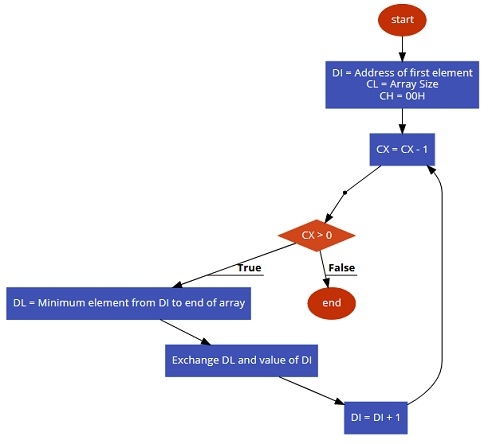 start
DI = Address of first element
CL = Array Size
CH = 00H
CX = CX - 1
CX > 0
True
False
DL = Minimum element from DI to end of array
end
Exchange DL and value of DI
DI = DI + 1